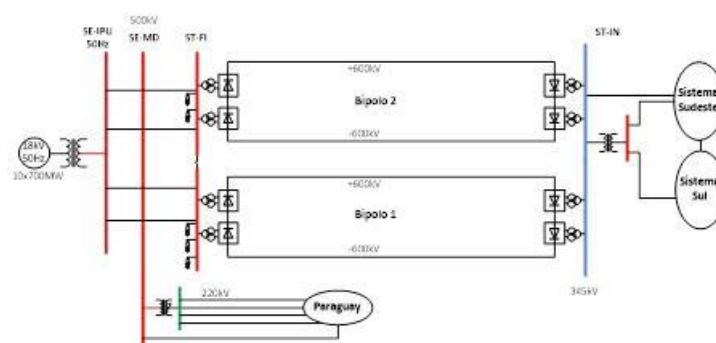 500kV
SE-IPU
50Hz
SE-MD
ST-FI
ST-IN
+600kV
Bipolo 2
-600kV
Sistema
Sudeste
18kV
50Hz
10x700MW
+600kV
Bipolo 1
-600kV
Sistema
Sul
220kV
Paraguay
345kV